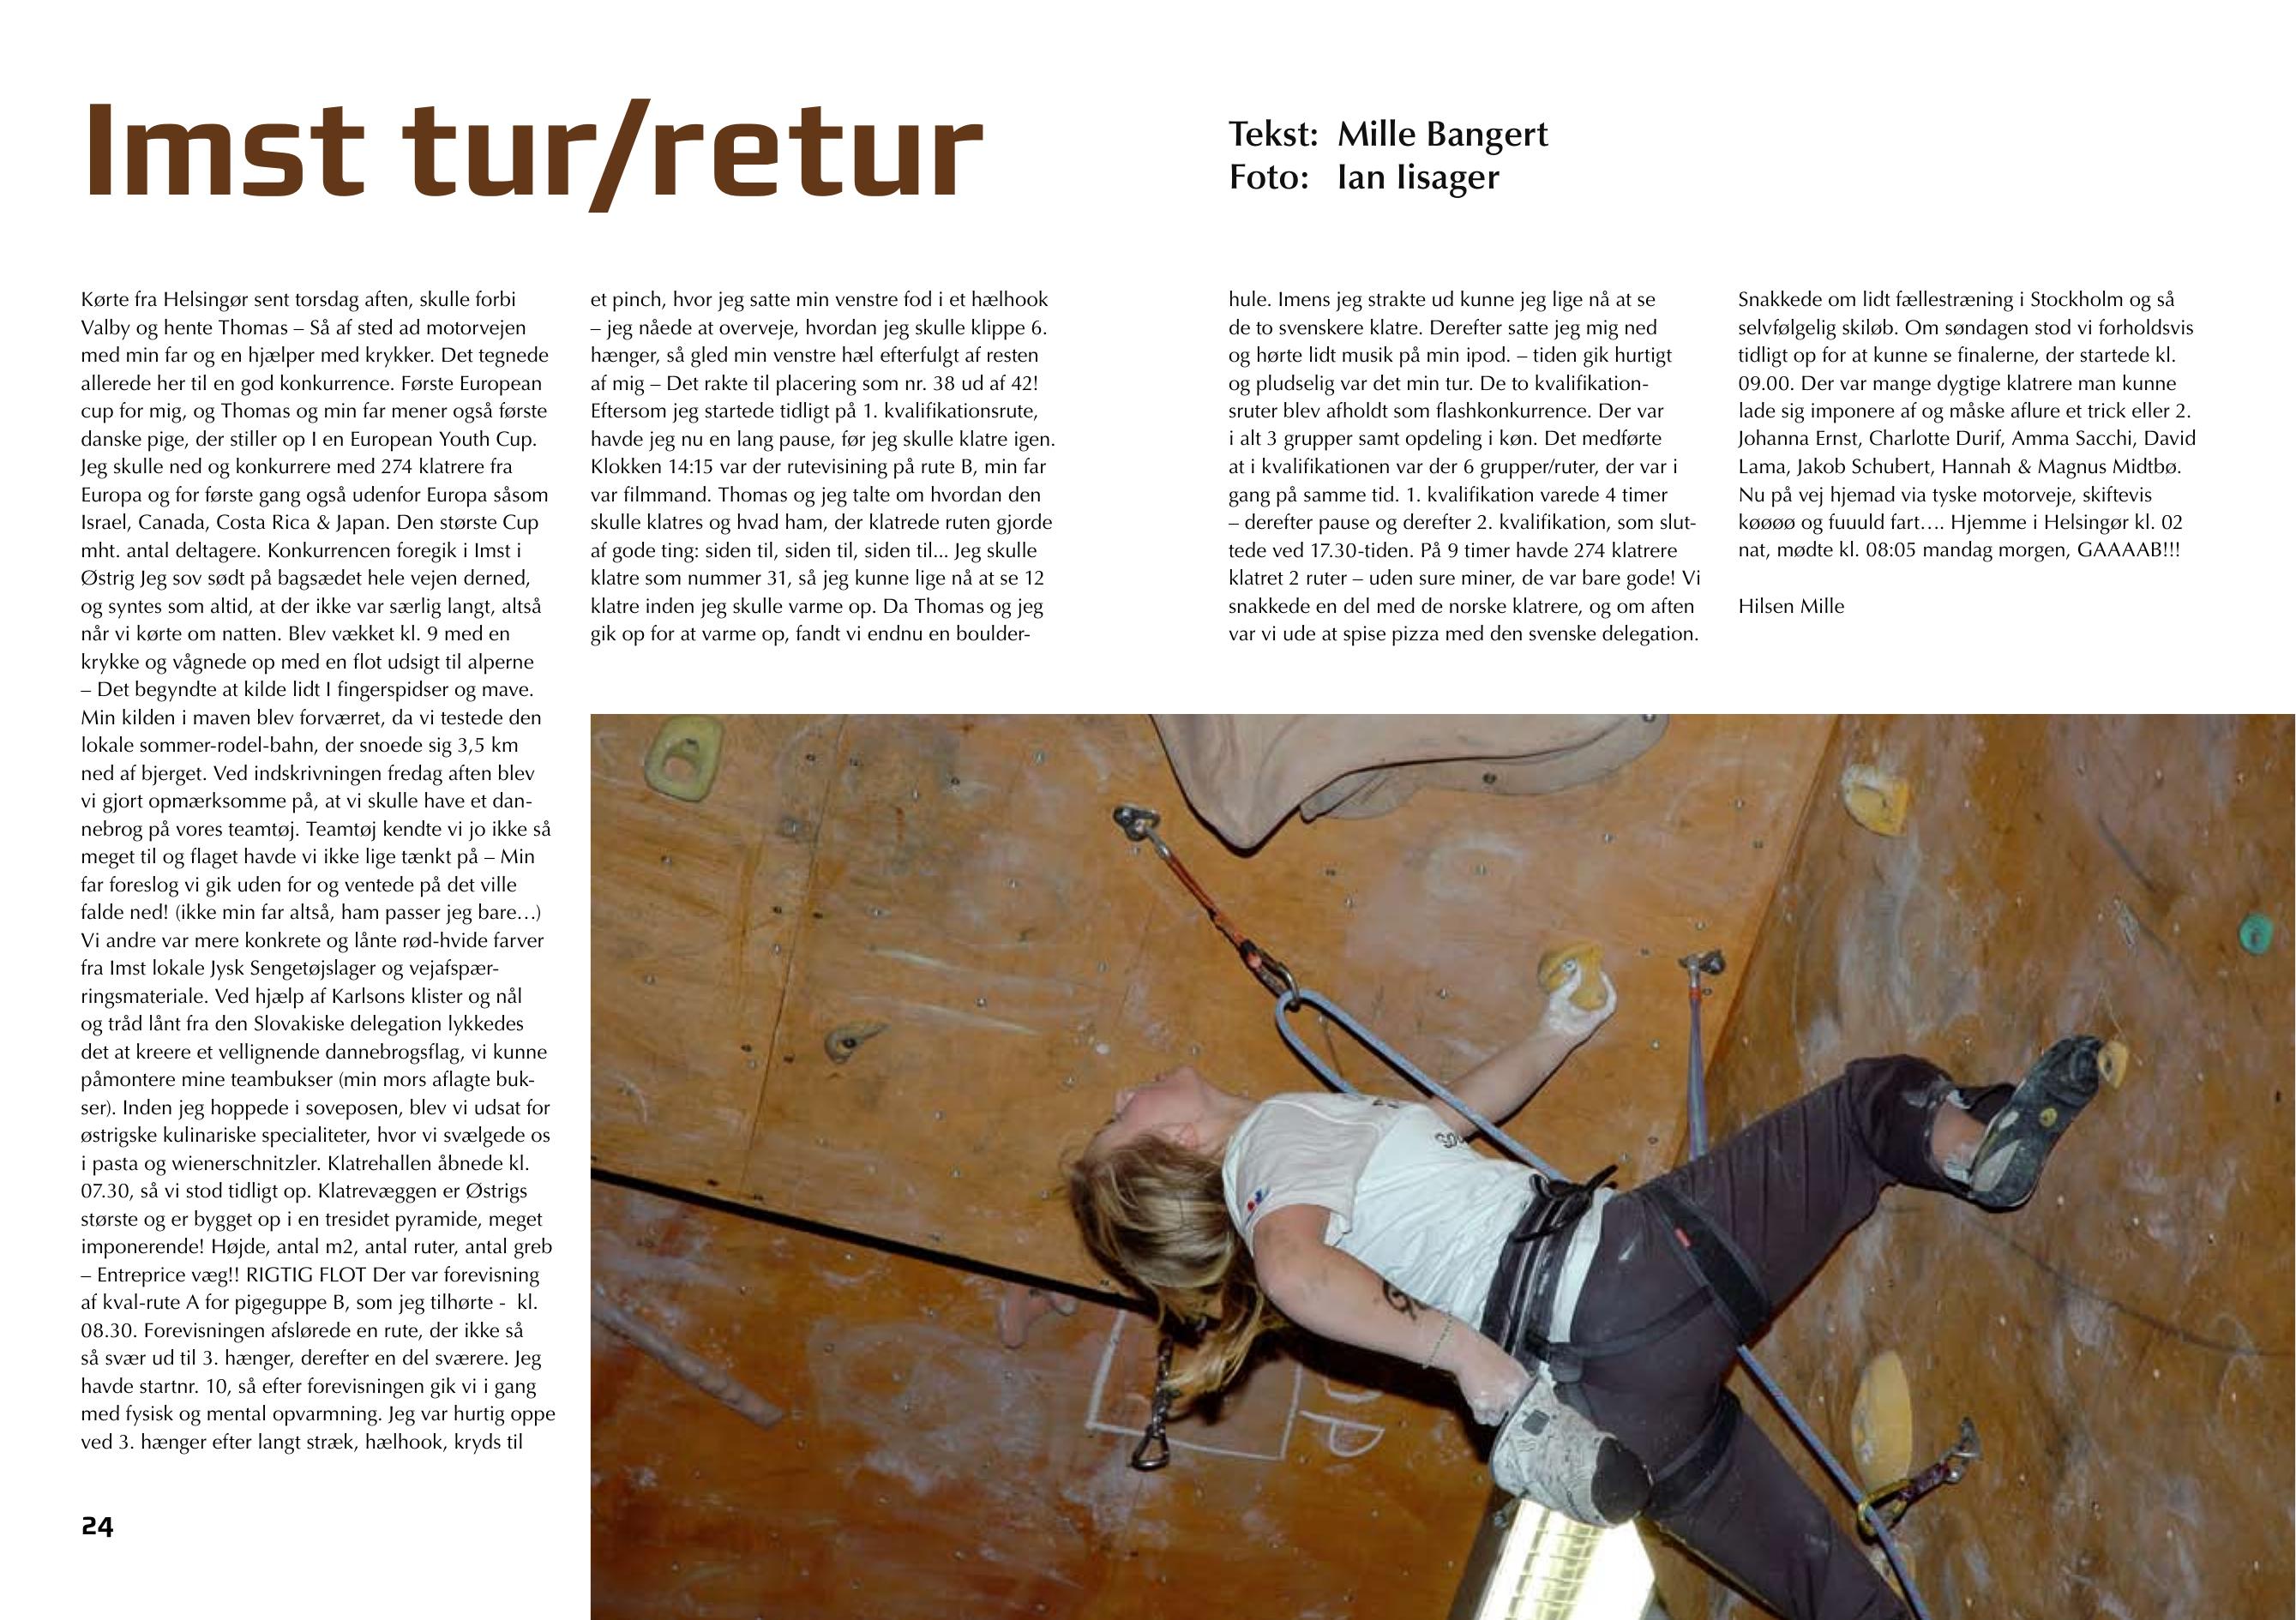 Imst tur/retur
Tekst: Mille Bangert
Foto: Ian Iisager
Kørte fra Helsingør sent torsdag aften, skulle forbi
Valby og hente Thomas – Så af sted ad motorvejen
med min far og en hjælper med krykker. Det tegnede
allerede her til en god konkurrence. Første European
cup for mig, og Thomas og min far mener også første
danske pige, der stiller op I en European Youth Cup.
Jeg skulle ned og konkurrere med 274 klatrere fra
Europa og for første gang også udenfor Europa såsom
Israel, Canada, Costa Rica & Japan. Den største Cup
mht. antal deltagere. Konkurrencen foregik i Imst i
Østrig Jeg sov sødt på bagsædet hele vejen derned,
og syntes som altid, at der ikke var særlig langt, altså
når vi kørte om natten. Blev vækket kl. 9 med en
krykke og vågnede op med en flot udsigt til alperne
– Det begyndte at kilde lidt I fingerspidser og mave.
Min kilden i maven blev forværret, da vi testede den
lokale sommer-rodel-bahn, der snoede sig 3,5 km
ned af bjerget. Ved indskrivningen fredag aften blev
vi gjort opmærksomme på, at vi skulle have et dan-
nebrog på vores teamtøj. Teamtøj kendte vi jo ikke så
meget til og flaget havde vi ikke lige tænkt på – Min
far foreslog vi gik uden for og ventede på det ville
falde ned! (ikke min far altså, ham passer jeg bare…)
Vi andre var mere konkrete og lånte rød-hvide farver
fra Imst lokale Jysk Sengetøjslager og vejafspær-
ringsmateriale. Ved hjælp af Karlsons klister og nål
og tråd lånt fra den Slovakiske delegation lykkedes
det at kreere et vellignende dannebrogsflag, vi kunne
påmontere mine teambukser (min mors aflagte buk-
ser). Inden jeg hoppede i soveposen, blev vi udsat for
østrigske kulinariske specialiteter, hvor vi svælgede os
i pasta og wienerschnitzler. Klatrehallen åbnede kl.
07.30, så vi stod tidligt op. Klatrevæggen er Østrigs
største og er bygget op i en tresidet pyramide, meget
imponerende! Højde, antal m2, antal ruter, antal greb
– Entreprice væg!! RIGTIG FLOT Der var forevisning
af kval-rute A for pigeguppe B, som jeg tilhørte - kl.
08.30. Forevisningen afslørede en rute, der ikke så
så svær ud til 3. hænger, derefter en del sværere. Jeg
havde startnr. 10, så efter forevisningen gik vi i gang
med fysisk og mental opvarmning. Jeg var hurtig oppe
ved 3. hænger efter langt stræk, hælhook, kryds til
et pinch, hvor jeg satte min venstre fod i et hælhook
– jeg nåede at overveje, hvordan jeg skulle klippe 6.
hænger, så gled min venstre hæl efterfulgt af resten
af mig – Det rakte til placering som nr. 38 ud af 42!
Eftersom jeg startede tidligt på 1. kvalifikationsrute,
havde jeg nu en lang pause, før jeg skulle klatre igen.
Klokken 14:15 var der rutevisining på rute B, min far
var filmmand. Thomas og jeg talte om hvordan den
skulle klatres og hvad ham, der klatrede ruten gjorde
af gode ting: siden til, siden til, siden til... Jeg skulle
klatre som nummer 31, så jeg kunne lige nå at se 12
klatre inden jeg skulle varme op. Da Thomas og jeg
gik op for at varme op, fandt vi endnu en boulder-
hule. Imens jeg strakte ud kunne jeg lige nå at se
de to svenskere klatre. Derefter satte jeg mig ned
og hørte lidt musik på min ipod. – tiden gik hurtigt
og pludselig var det min tur. De to kvalifikation-
sruter blev afholdt som flashkonkurrence. Der var
i alt 3 grupper samt opdeling i køn. Det medførte
at i kvalifikationen var der 6 grupper/ruter, der var i
gang på samme tid. 1. kvalifikation varede 4 timer
– derefter pause og derefter 2. kvalifikation, som slut-
tede ved 17.30-tiden. På 9 timer havde 274 klatrere
klatret 2 ruter – uden sure miner, de var bare gode! Vi
snakkede en del med de norske klatrere, og om aften
var vi ude at spise pizza med den svenske delegation.
Snakkede om lidt fællestræning i Stockholm og så
selvfølgelig skiløb. Om søndagen stod vi forholdsvis
tidligt op for at kunne se finalerne, der startede kl.
09.00. Der var mange dygtige klatrere man kunne
lade sig imponere af og måske aflure et trick eller 2.
Johanna Ernst, Charlotte Durif, Amma Sacchi, David
Lama, Jakob Schubert, Hannah & Magnus Midtbø.
Nu på vej hjemad via tyske motorveje, skiftevis
køøøø og fuuuld fart…. Hjemme i Helsingør kl. 02
nat, mødte kl. 08:05 mandag morgen, GAAAAB!!!
Hilsen Mille
24